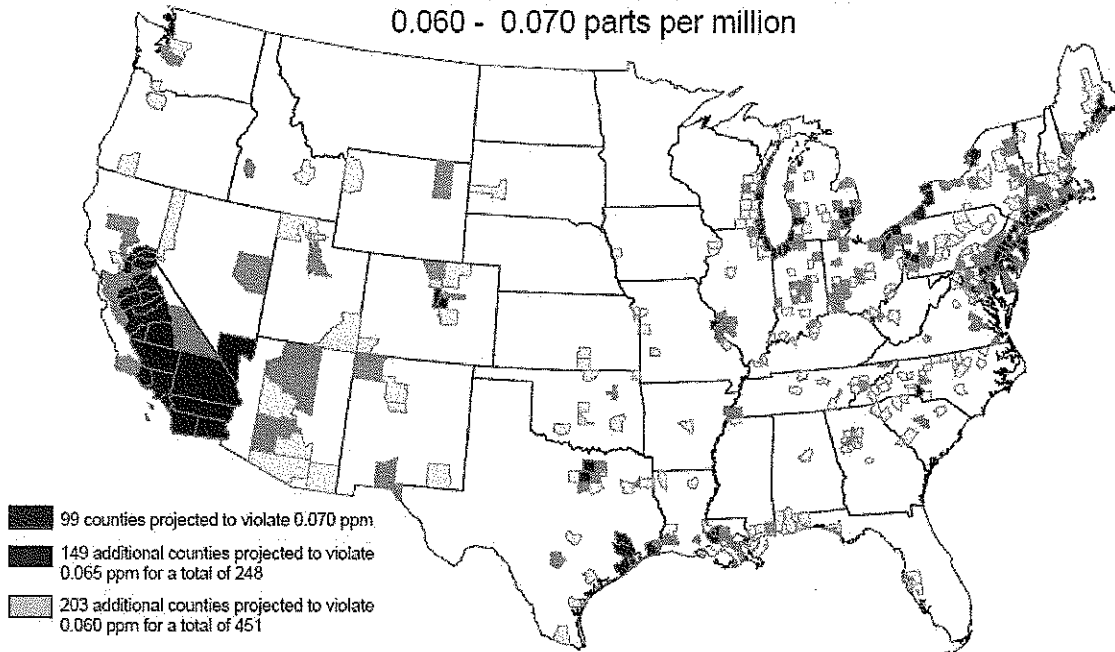 0.060 - 0.070 parts per million
99 counties projected to violate 0.070 ppm
149 additional counties projected to violate
0.065 ppm for a total of 248
203 additional counties projected to violate
0.060 ppm for a total of 451